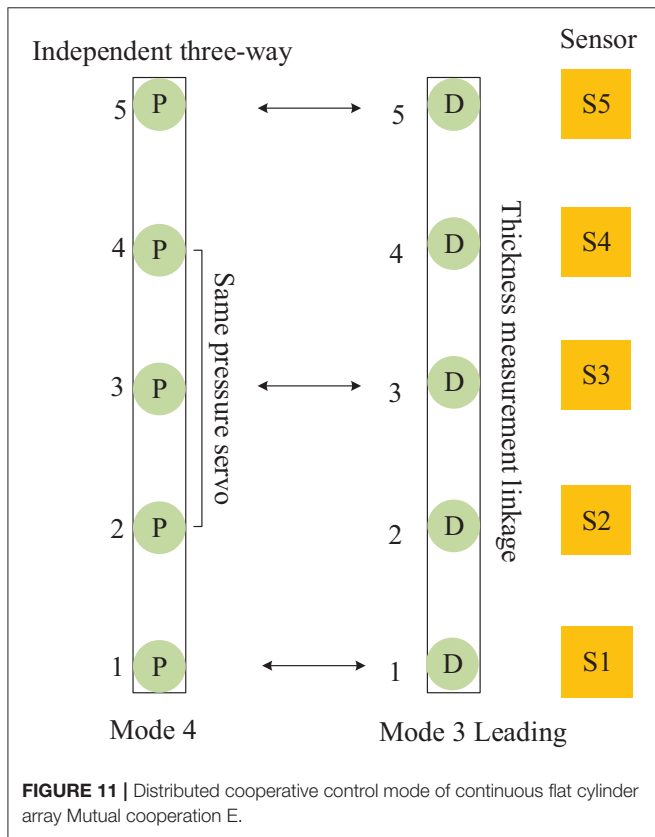 Independent three-way
Sensor
5 P
5 D
S5
4 P
4 D
S4
Same pressure servo
Thickness measurement linkage
3 P
3 D
S3
2 P
2 D
S2
1 P
1 D
S1
Mode 4
Mode 3 Leading
FIGURE 11 | Distributed cooperative control mode of continuous flat cylinder
array Mutual cooperation E.